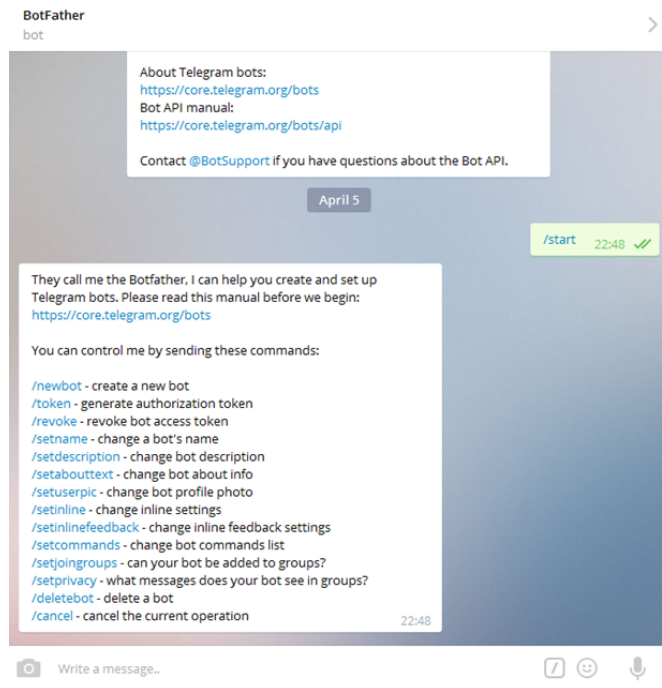 BotFather
bot
About Telegram bots:
https://core.telegram.org/bots
Bot API manual:
https://core.telegram.org/bots/api
Contact @BotSupport if you have questions about the Bot API.
April 5
/start 22:48
They call me the Botfather, I can help you create and set up
Telegram bots. Please read this manual before we begin:
https://core.telegram.org/bots
You can control me by sending these commands:
/newbot - create a new bot
/token - generate authorization token
/revoke - revoke bot access token
/setname - change a bot's name
/setdescription - change bot description
/setabouttext - change bot about info
/setuserpic - change bot profile photo
/setinline - change inline settings
/setinlinefeedback - change inline feedback settings
/setcommands - change bot commands list
/setjoingroups - can your bot be added to groups?
/setprivacy - what messages does your bot see in groups?
/deletebot - delete a bot
/cancel - cancel the current operation
22:48
Write a message..